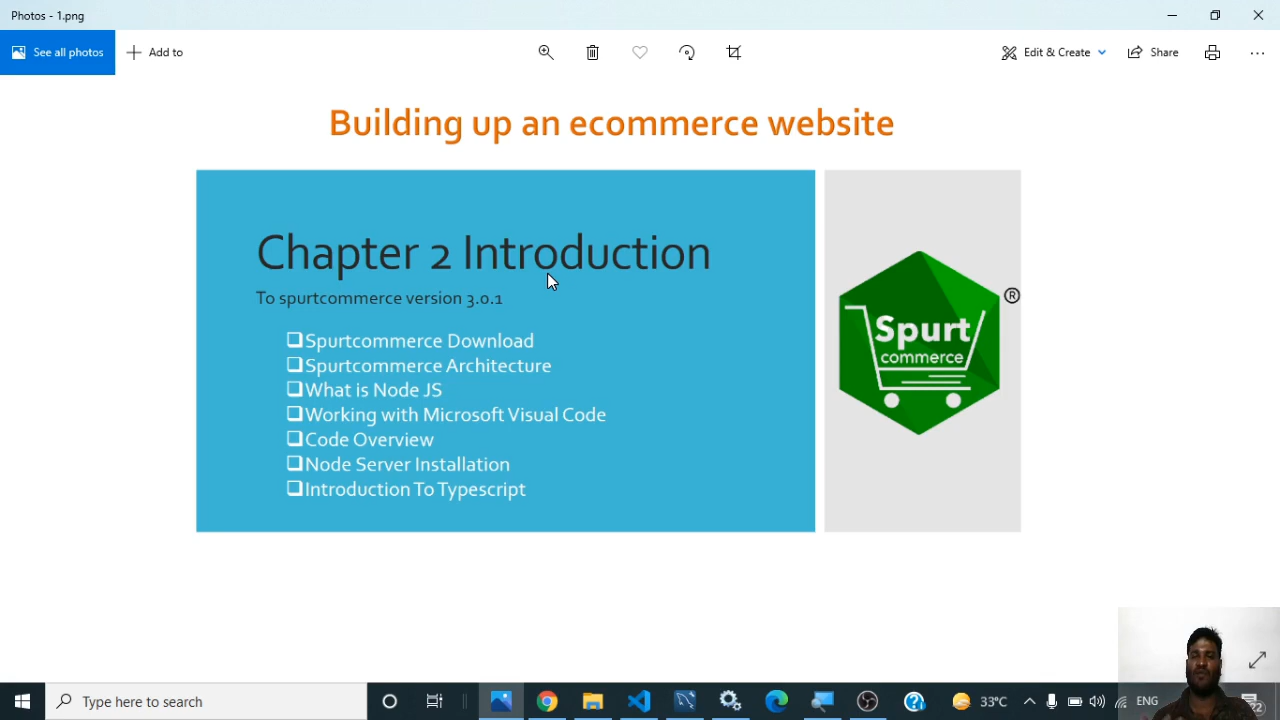 Photos - 1.png
See all photos
Add to
Edit & Create
Share
Building up an ecommerce website
Chapter 2 Introduction
To spurtcommerce version 3.0.1
❑Spurtcommerce Download
❑Spurtcommerce Architecture
❑What is Node JS
❑Working with Microsoft Visual Code
❑Code Overview
❑Node Server Installation
❑Introduction To Typescript
Spurt
commerce
®
Type here to search
33°C
ENG